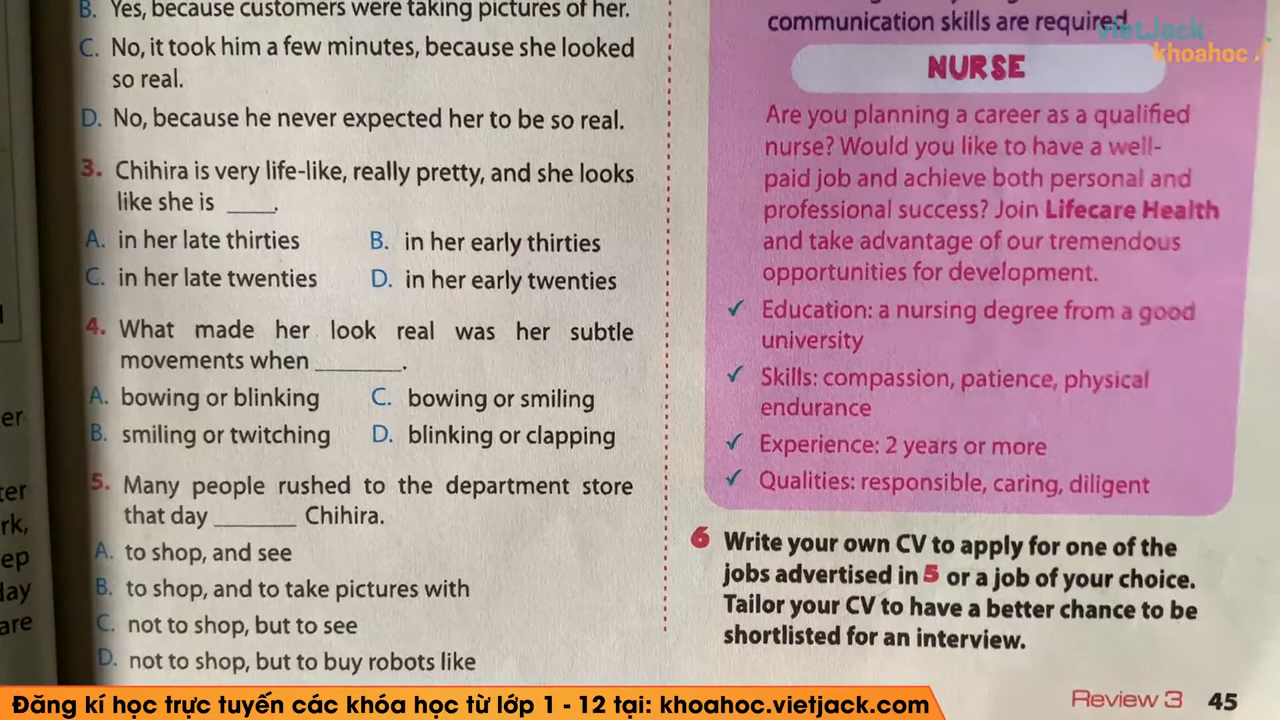 B. Yes, because customers were taking pictures of her.
C. No, it took him a few minutes, because she looked
so real.
D. No, because he never expected her to be so real.
3. Chihira is very life-like, really pretty, and she looks
like she is ____.
A. in her late thirties
B. in her early thirties
C. in her late twenties
D. in her early twenties
4. What made her look real was her subtle
movements when _______.
A. bowing or blinking
C. bowing or smiling
B. smiling or twitching
D. blinking or clapping
5. Many people rushed to the department store
that day _______ Chihira.
A. to shop, and see
B. to shop, and to take pictures with
C. not to shop, but to see
D. not to shop, but to buy robots like
er
ter
rk,
ep
lay
are
communication skills are required
vietJack
khoahoc
NURSE
Are you planning a career as a qualified
nurse? Would you like to have a well-
paid job and achieve both personal and
professional success? Join Lifecare Health
and take advantage of our tremendous
opportunities for development.
✓ Education: a nursing degree from a good
university
✓ Skills: compassion, patience, physical
endurance
✓ Experience: 2 years or more
✓ Qualities: responsible, caring, diligent
6 Write your own CV to apply for one of the
jobs advertised in 5 or a job of your choice.
Tailor your CV to have a better chance to be
shortlisted for an interview.
Review 3 45
Đăng kí học trực tuyến các khóa học từ lớp 1 - 12 tại: khoahoc.vietjack.com